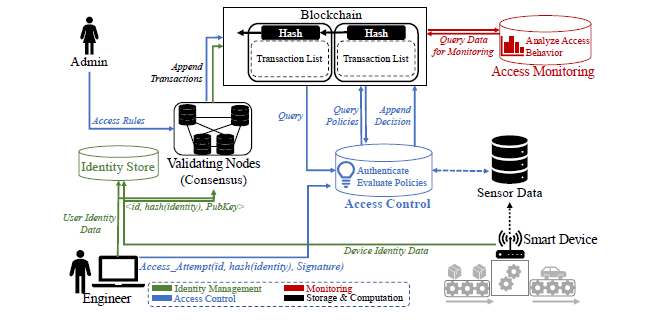 Blockchain
Hash
Hash
Transaction List
Transaction List
Admin
Append
Transactions
Query Data
for Monitoring
Analyze Access
Behavior
Access Monitoring
Access Rules
Query
Query
Policies
Append
Decision
Validating Nodes
(Consensus)
Identity Store
Authenticate
Evaluate Policies
Access Control
Sensor Data
<id, hash(identity), PubKey>
User Identity
Data
Device Identity Data
Smart Device
Access_Attempt(id, hash(identity), Signature)
Engineer
Identity Management
Monitoring
Access Control
Storage & Computation